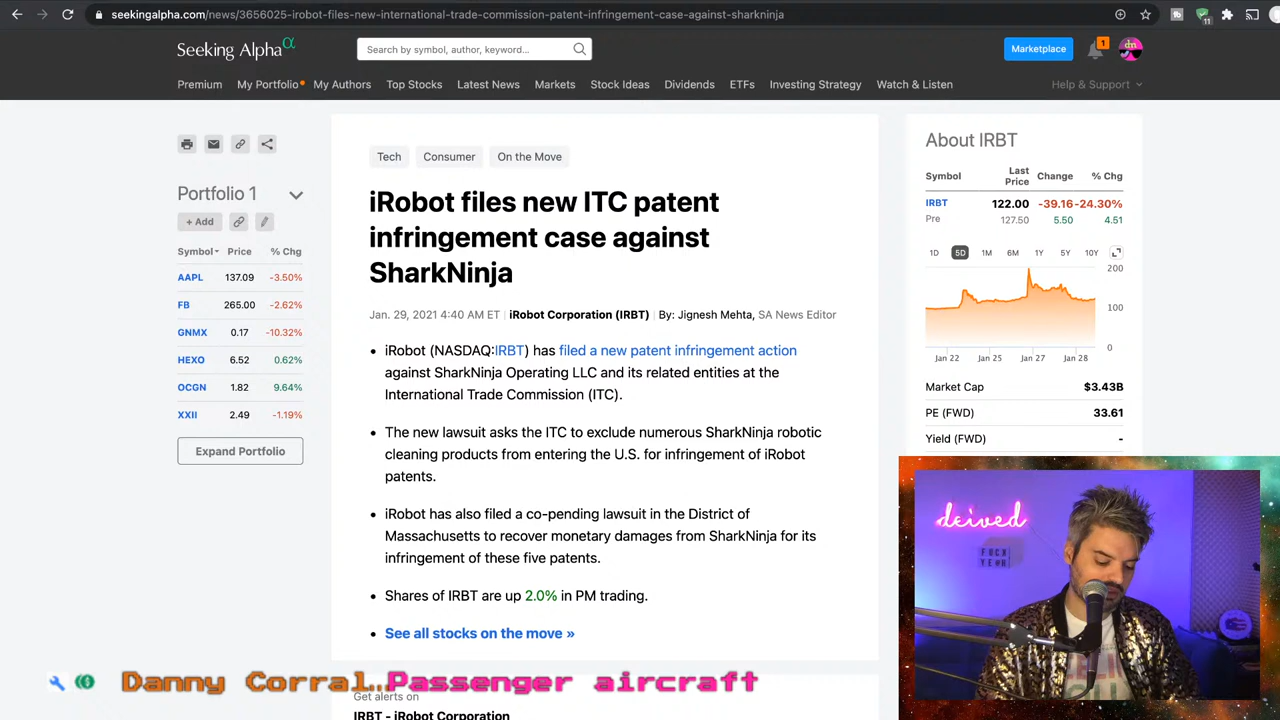 seekingalpha.com/news/3656025-irobot-files-new-international-trade-commission-patent-infringement-case-against-sharkninja
11
Seeking Alpha α
Search by symbol, author, keyword...
Marketplace
1
dm
Premium My Portfolio My Authors Top Stocks Latest News Markets Stock Ideas Dividends ETFs Investing Strategy Watch & Listen Help & Support
Portfolio 1
+ Add
Symbol Price % Chg
AAPL 137.09 -3.50%
FB 265.00 -2.62%
GNMX 0.17 -10.32%
HEXO 6.52 0.62%
OCGN 1.82 9.64%
XXII 2.49 -1.19%
Expand Portfolio
Tech Consumer On the Move
iRobot files new ITC patent
infringement case against
SharkNinja
Jan. 29, 2021 4:40 AM ET | iRobot Corporation (IRBT) | By: Jignesh Mehta, SA News Editor
• iRobot (NASDAQ:IRBT) has filed a new patent infringement action
against SharkNinja Operating LLC and its related entities at the
International Trade Commission (ITC).
• The new lawsuit asks the ITC to exclude numerous SharkNinja robotic
cleaning products from entering the U.S. for infringement of iRobot
patents.
• iRobot has also filed a co-pending lawsuit in the District of
Massachusetts to recover monetary damages from SharkNinja for its
infringement of these five patents.
• Shares of IRBT are up 2.0% in PM trading.
• See all stocks on the move »
Get alerts on
IRBT - iRobot Corporation
About IRBT
Symbol Last Price Change % Chg
IRBT 122.00 -39.16 -24.30%
Pre 127.50 5.50 4.51
1D 5D 1M 6M 1Y 5Y 10Y
200
100
0
Jan 22 Jan 25 Jan 27 Jan 28
Market Cap $3.43B
PE (FWD) 33.61
Yield (FWD) -
deived
FUCK
YEAR
Danny Corral..Passenger aircraft